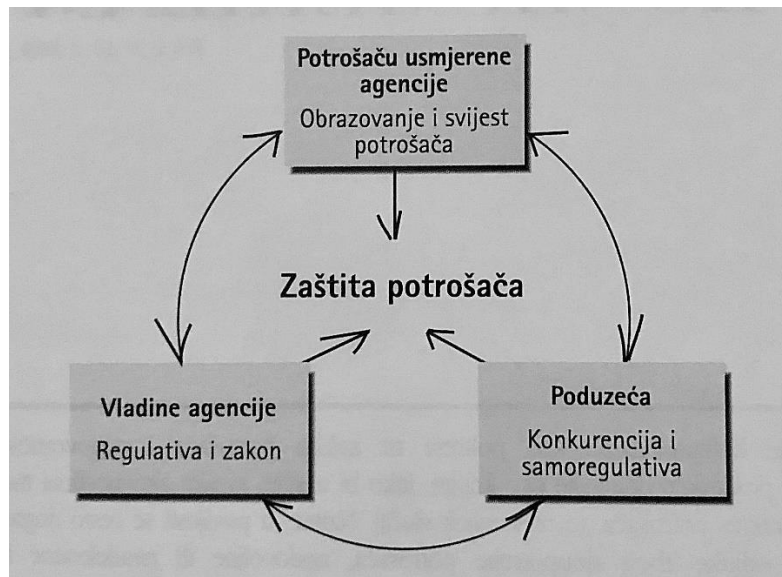 Potrošaču usmjerene
agencije
Obrazovanje i svijest
potrošača
Zaštita potrošača
Vladine agencije
Regulativa i zakon
Poduzeća
Konkurencija i
samoregulativa